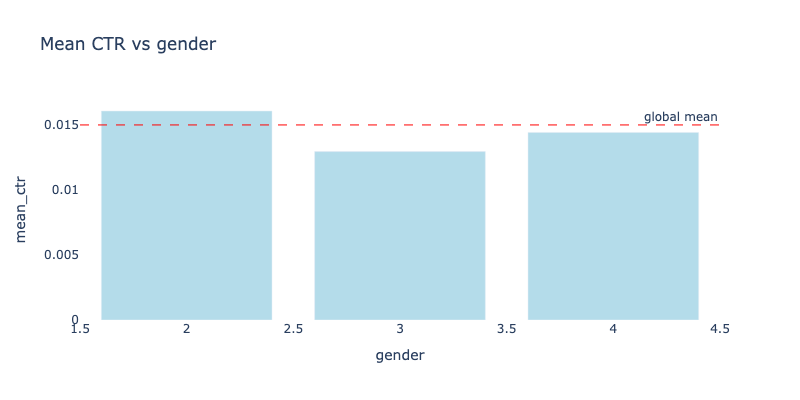 Mean CTR vs gender
global mean
0.015
0.01
0.005
0
mean_ctr
1.5 2 2.5 3 3.5 4 4.5
gender